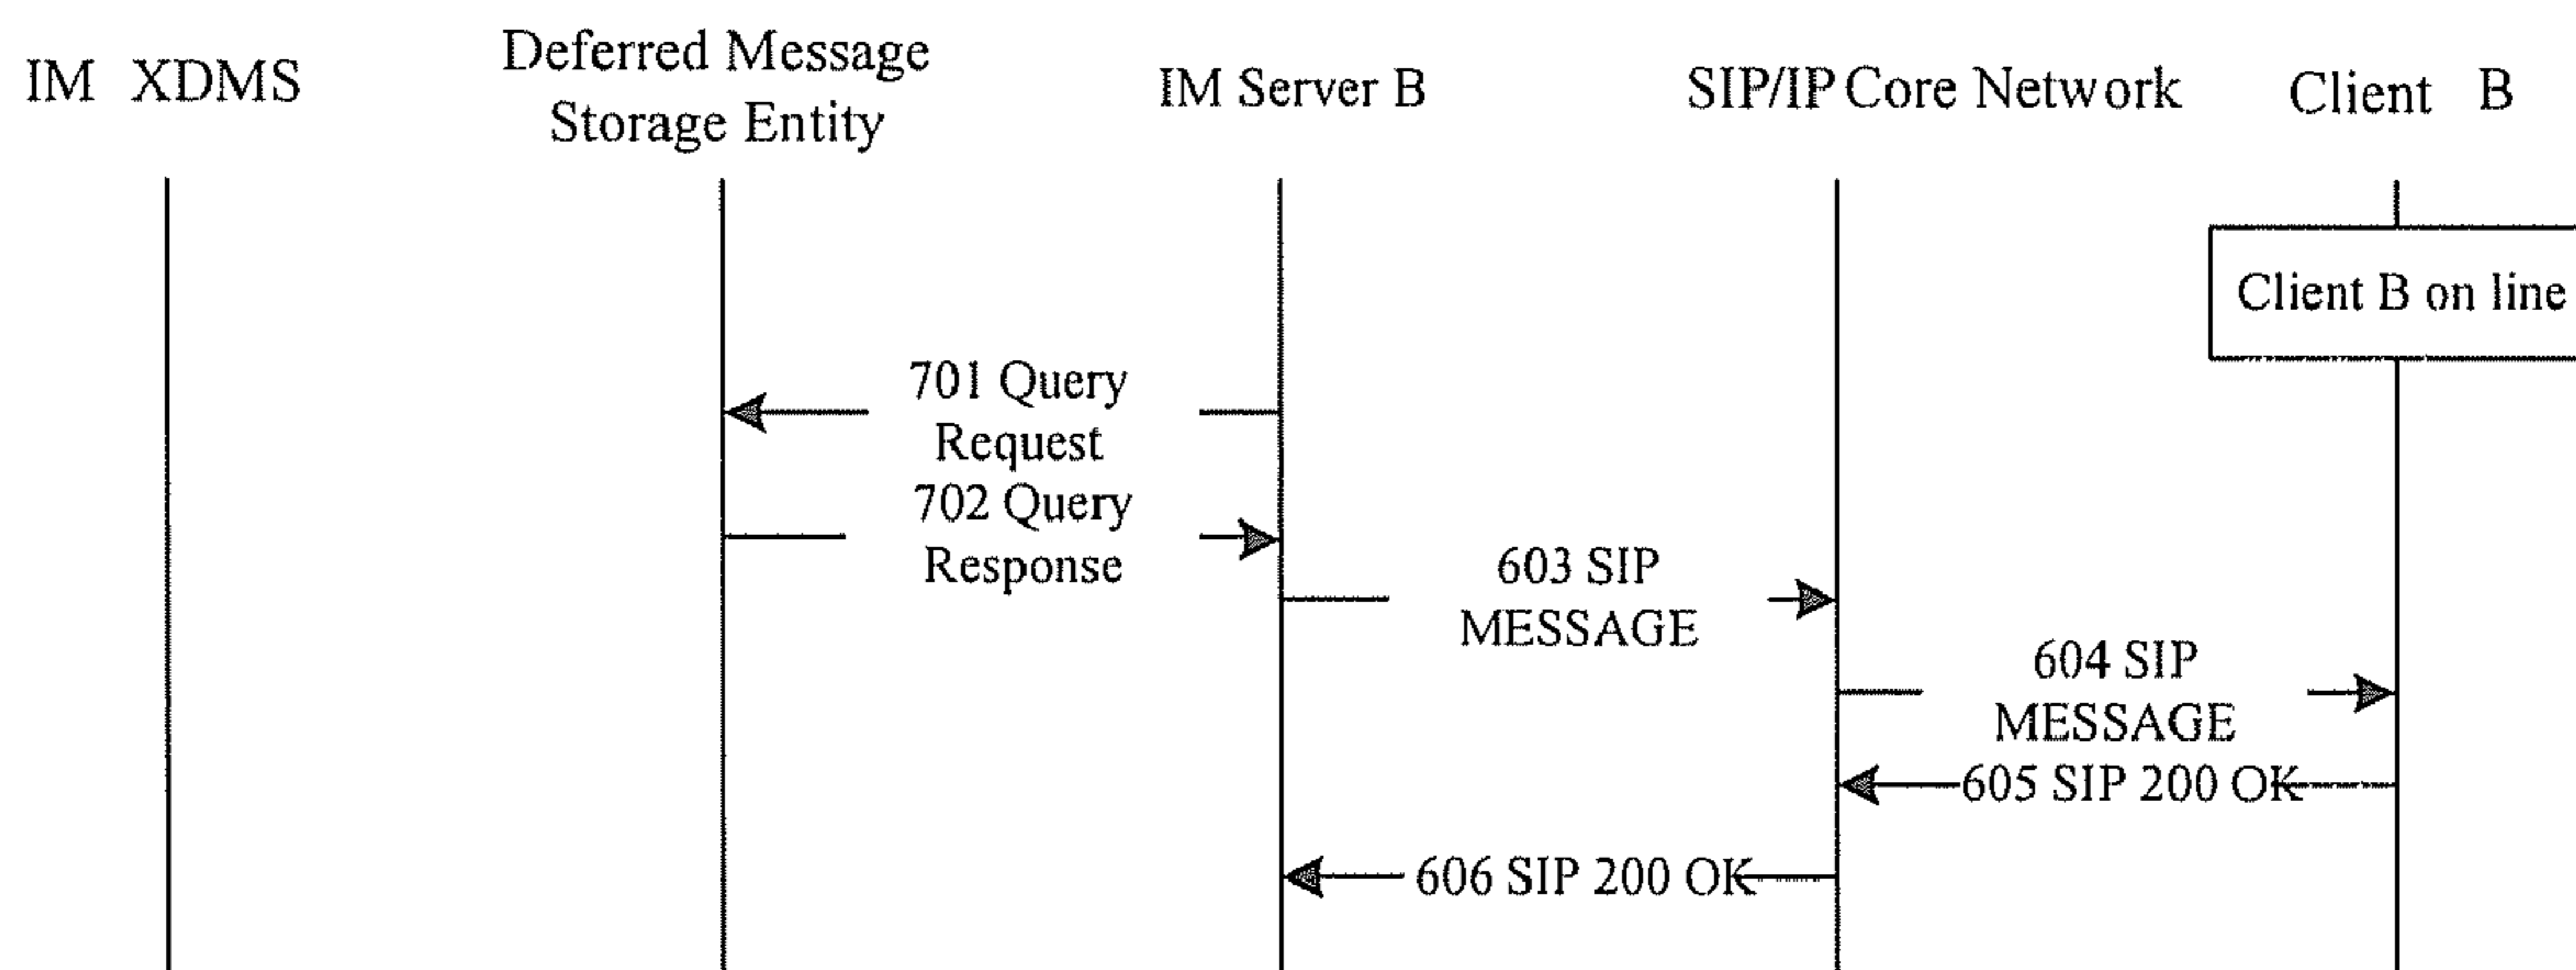 IM XDMS
Deferred Message
Storage Entity
IM Server B
SIP/IP Core Network
Client B
Client B on line
701 Query
Request
702 Query
Response
603 SIP
MESSAGE
604 SIP
MESSAGE
605 SIP 200 OK
606 SIP 200 OK